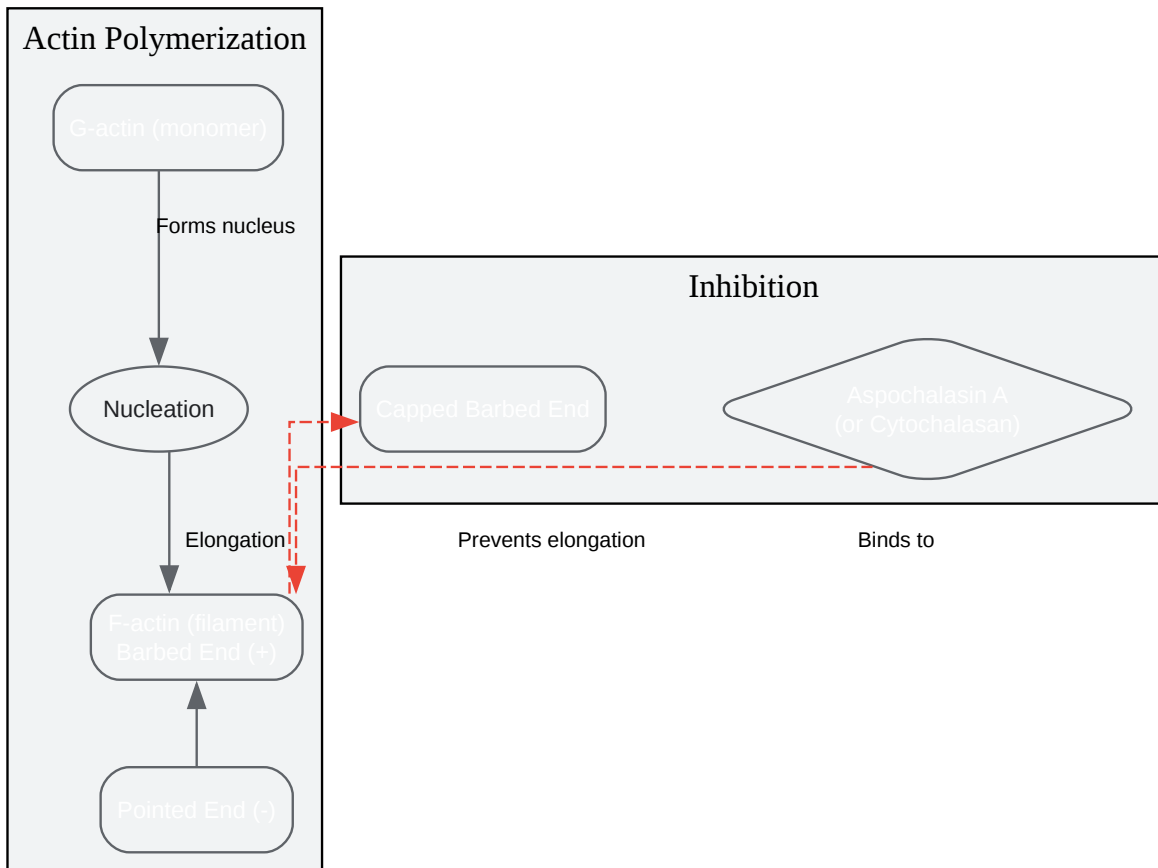 Actin Polymerization
G-actin (monomer)
Forms nucleus
Nucleation
Elongation
F-actin (filament)
Barbed End (+)
Pointed End (-)
Inhibition
Capped Barbed End
Aspochalasin A
(or Cytochalasan)
Prevents elongation
Binds to